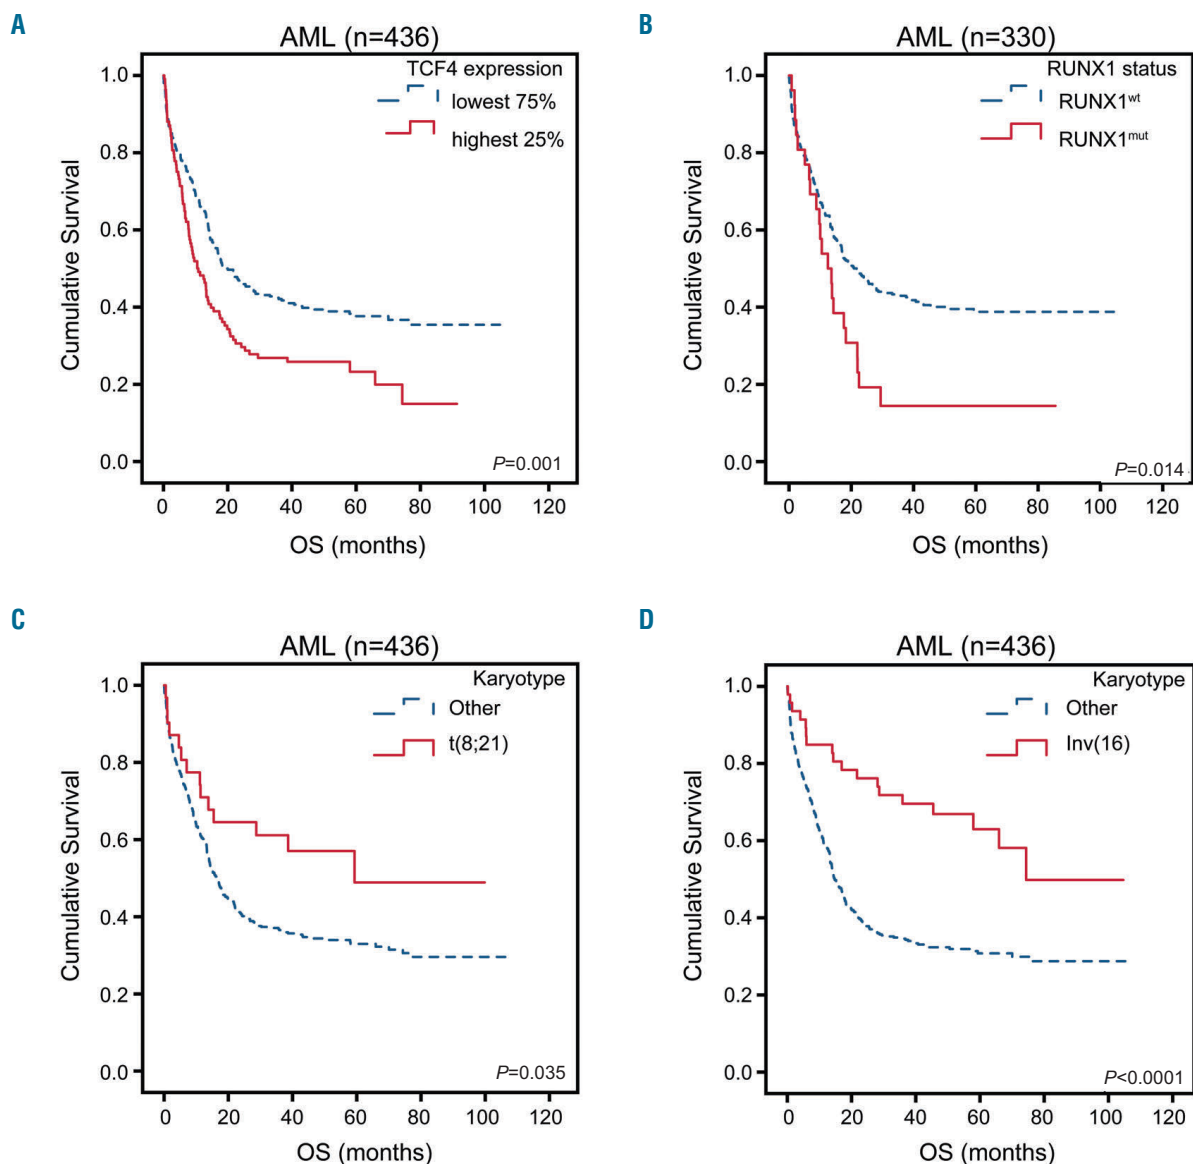 A
AML (n=436)
TCF4 expression
lowest 75%
highest 25%
1.0
0.8
0.6
0.4
0.2
0.0
Cumulative Survival
P=0.001
0 20 40 60 80 100 120
OS (months)
B
AML (n=330)
RUNX1 status
RUNX1wt
RUNX1mut
1.0
0.8
0.6
0.4
0.2
0.0
Cumulative Survival
P=0.014
0 20 40 60 80 100 120
OS (months)
C
AML (n=436)
Karyotype
Other
t(8;21)
1.0
0.8
0.6
0.4
0.2
0.0
Cumulative Survival
P=0.035
0 20 40 60 80 100 120
OS (months)
D
AML (n=436)
Karyotype
Other
Inv(16)
1.0
0.8
0.6
0.4
0.2
0.0
Cumulative Survival
P<0.0001
0 20 40 60 80 100 120
OS (months)